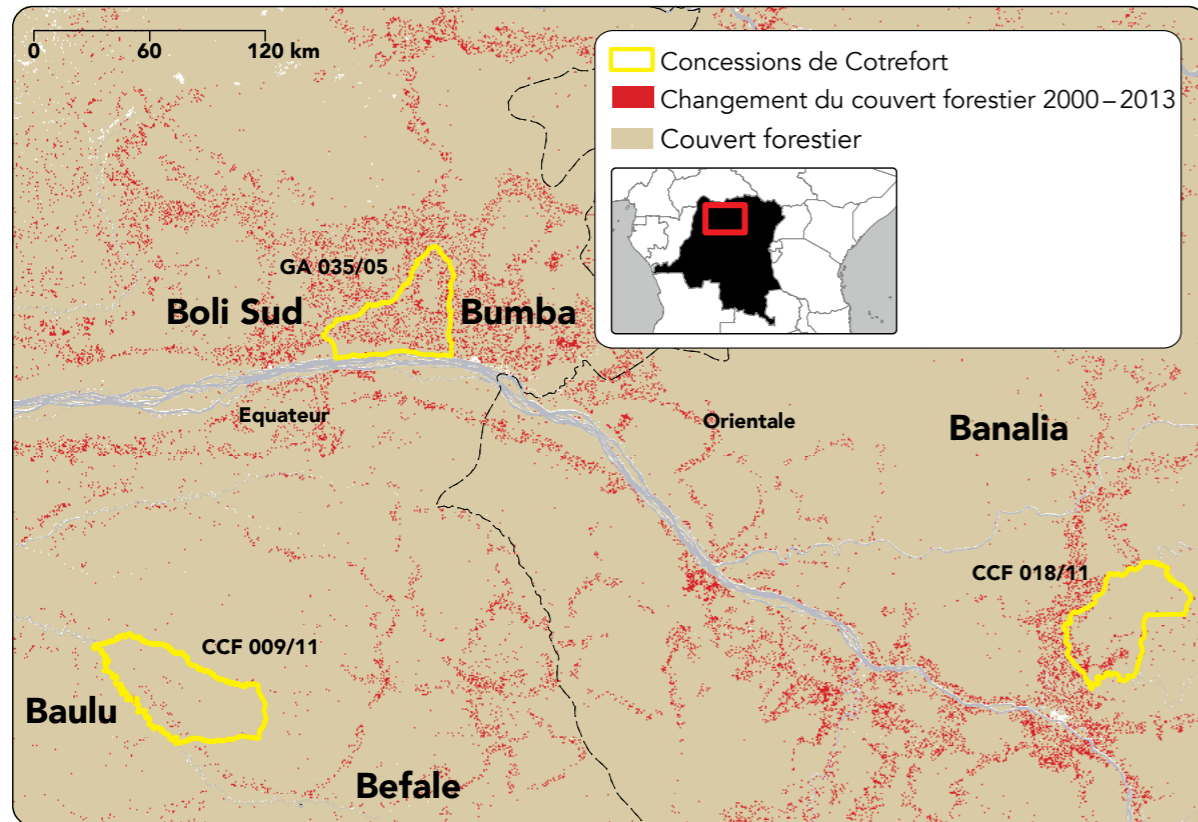 0 60 120 km
Concessions de Cotrefort
Changement du couvert forestier 2000–2013
Couvert forestier
GA 035/05
Boli Sud
Bumba
Equateur
Orientale
Banalia
CCF 018/11
CCF 009/11
Baulu
Befale